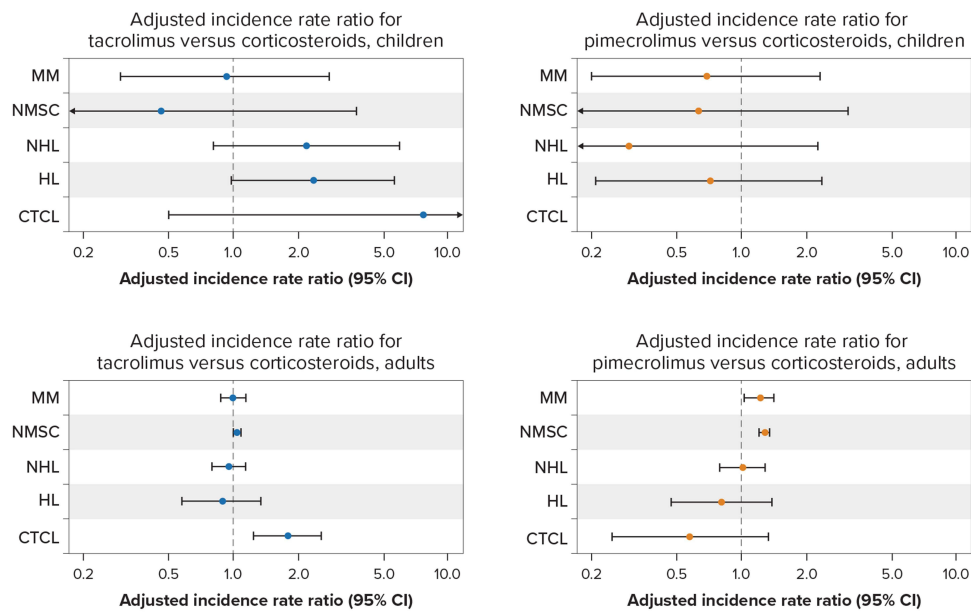 Adjusted incidence rate ratio for
tacrolimus versus corticosteroids, children
MM
NMSC
NHL
HL
CTCL
0.2 0.5 1.0 2.0 5.0 10.0
Adjusted incidence rate ratio (95% CI)
Adjusted incidence rate ratio for
pimecrolimus versus corticosteroids, children
MM
NMSC
NHL
HL
CTCL
0.2 0.5 1.0 2.0 5.0 10.0
Adjusted incidence rate ratio (95% CI)
Adjusted incidence rate ratio for
tacrolimus versus corticosteroids, adults
MM
NMSC
NHL
HL
CTCL
0.2 0.5 1.0 2.0 5.0 10.0
Adjusted incidence rate ratio (95% CI)
Adjusted incidence rate ratio for
pimecrolimus versus corticosteroids, adults
MM
NMSC
NHL
HL
CTCL
0.2 0.5 1.0 2.0 5.0 10.0
Adjusted incidence rate ratio (95% CI)